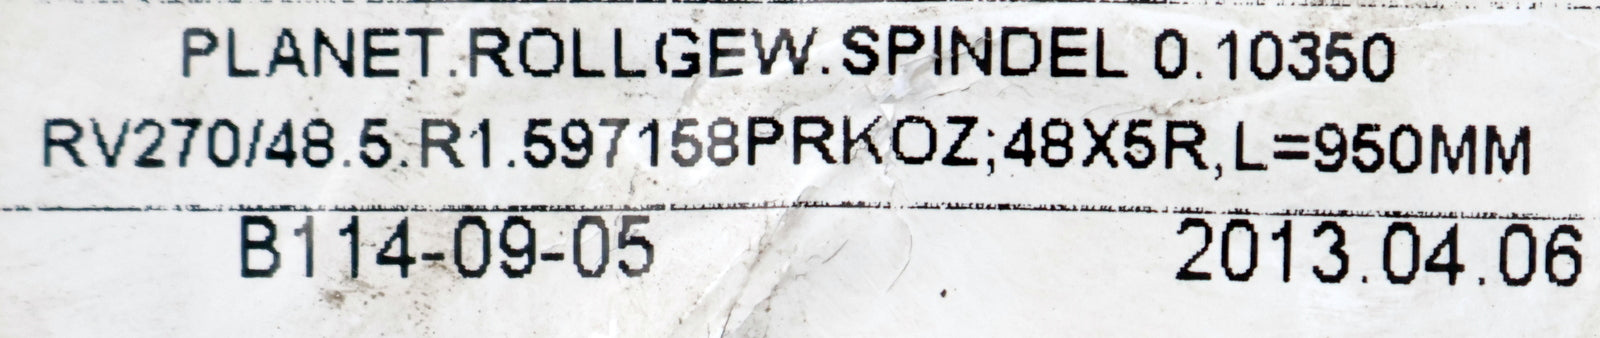 PLANET.ROLLGEW.SPINDEL 0.10350
RV270/48.5.R1.597158PRKOZ;48X5R,L=950MM
B114-09-05 2013.04.06